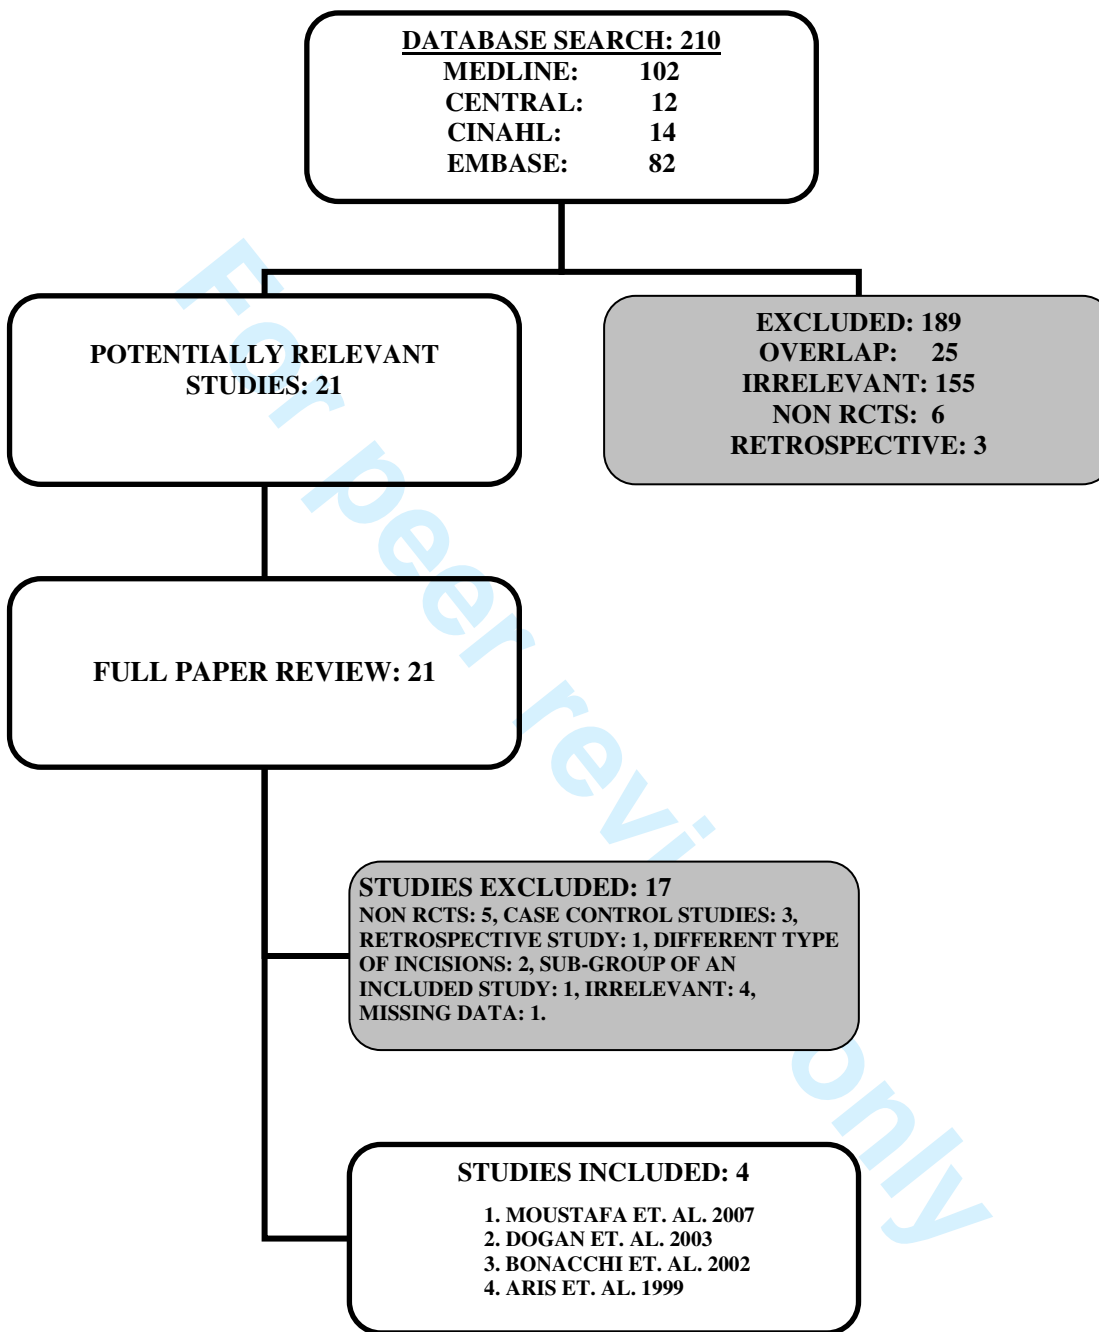 DATABASE SEARCH: 210
MEDLINE: 102
CENTRAL: 12
CINAHL: 14
EMBASE: 82
POTENTIALLY RELEVANT
STUDIES: 21
EXCLUDED: 189
OVERLAP: 25
IRRELEVANT: 155
NON RCTS: 6
RETROSPECTIVE: 3
FULL PAPER REVIEW: 21
STUDIES EXCLUDED: 17
NON RCTS: 5, CASE CONTROL STUDIES: 3,
RETROSPECTIVE STUDY: 1, DIFFERENT TYPE
OF INCISIONS: 2, SUB-GROUP OF AN
INCLUDED STUDY: 1, IRRELEVANT: 4,
MISSING DATA: 1.
STUDIES INCLUDED: 4
1. MOUSTAFA ET. AL. 2007
2. DOGAN ET. AL. 2003
3. BONACCHI ET. AL. 2002
4. ARIS ET. AL. 1999
For peer review only